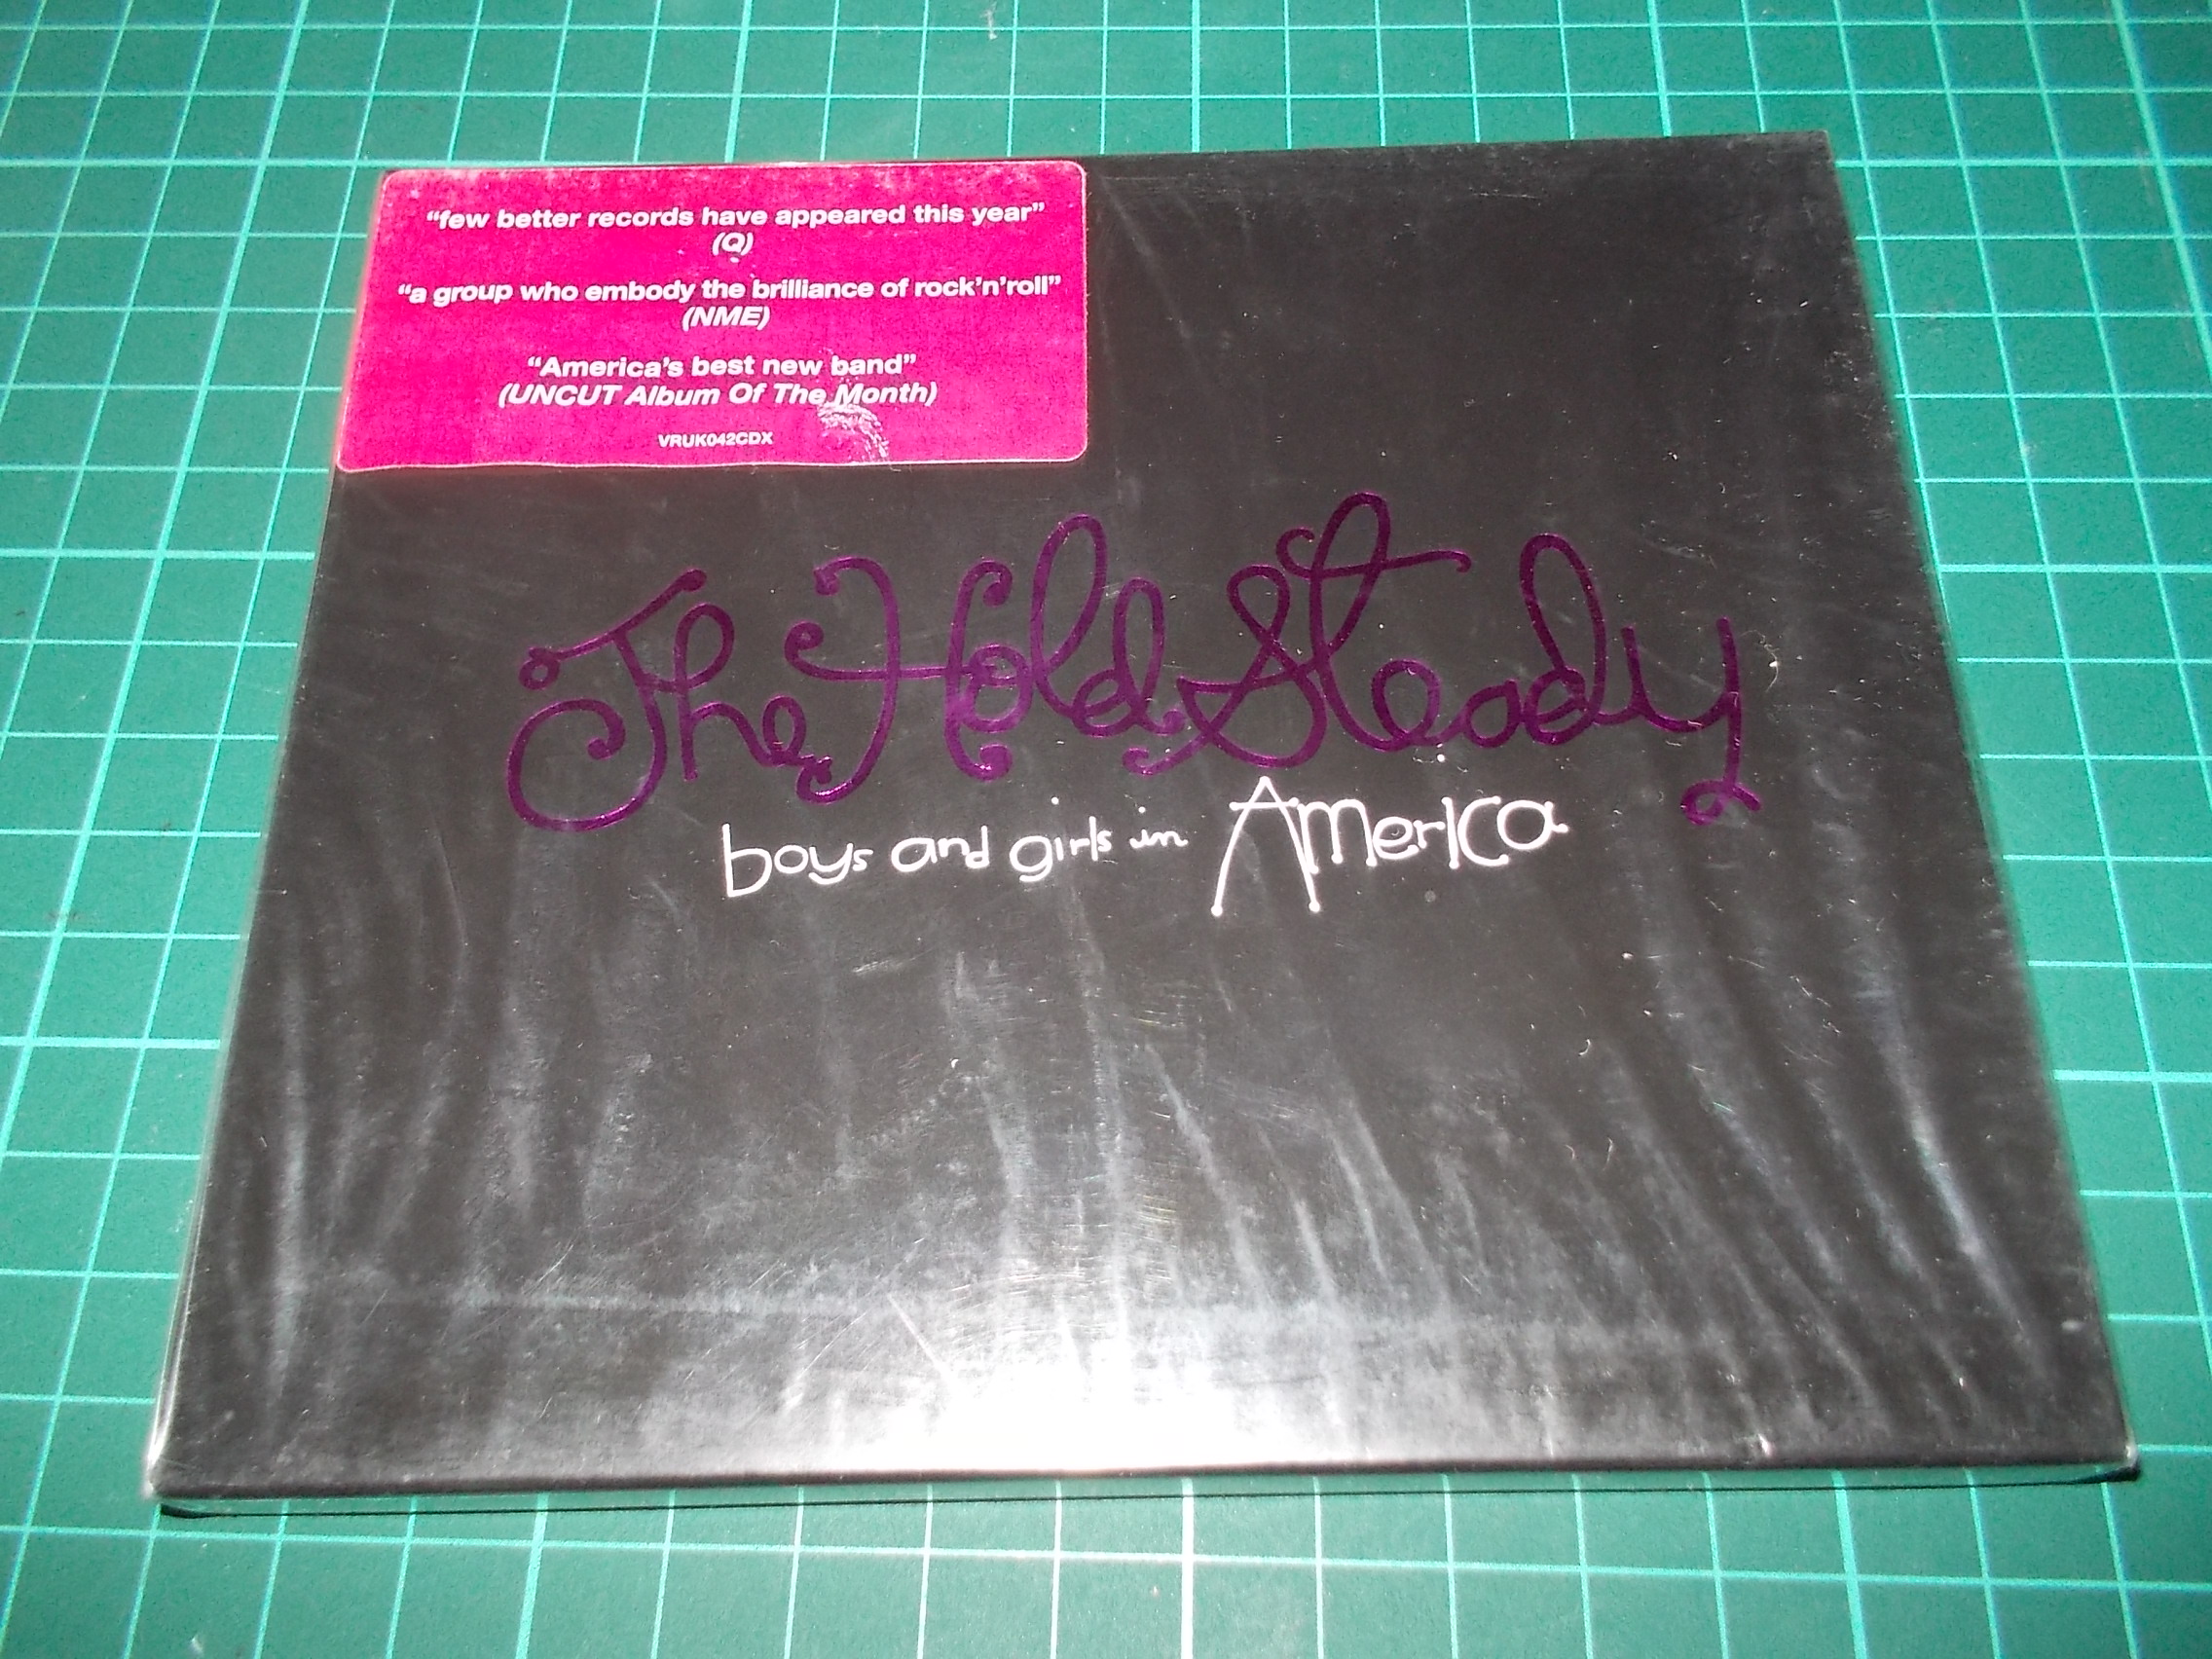 “few better records have appeared this year”
(Q)
“a group who embody the brilliance of rock’n’roll”
(NME)
“America’s best new band”
(UNCUT Album Of The Month)
VRUK042CDX
The Hold Steady
boys and girls in America